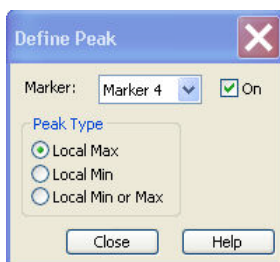 Define Peak
Marker: Marker 4 On
Peak Type
Local Max
Local Min
Local Min or Max
Close Help